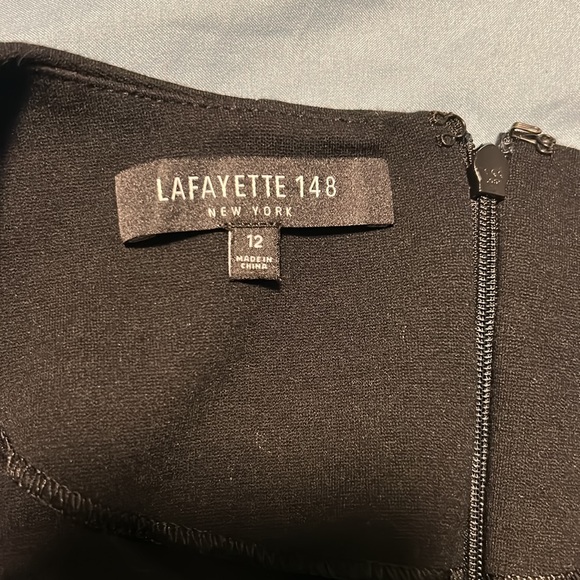 LAFAYETTE 148
NEW YORK
12
MADE IN
CHINA